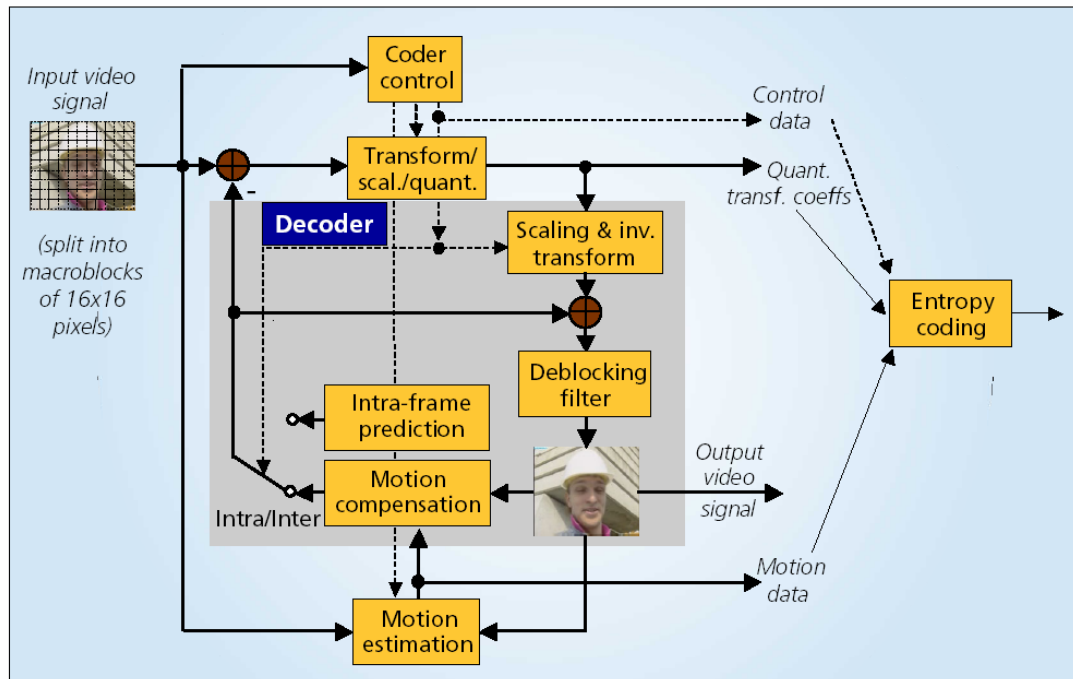 Coder
control
Input video
signal
Control
data
Transform/
scal./quant.
Quant.
transf. coeffs
-
Decoder
Scaling & inv.
transform
(split into
macroblocks
of 16x16
pixels)
Entropy
coding
Deblocking
filter
Intra-frame
prediction
Motion
compensation
Output
video
signal
Intra/Inter
Motion
data
Motion
estimation